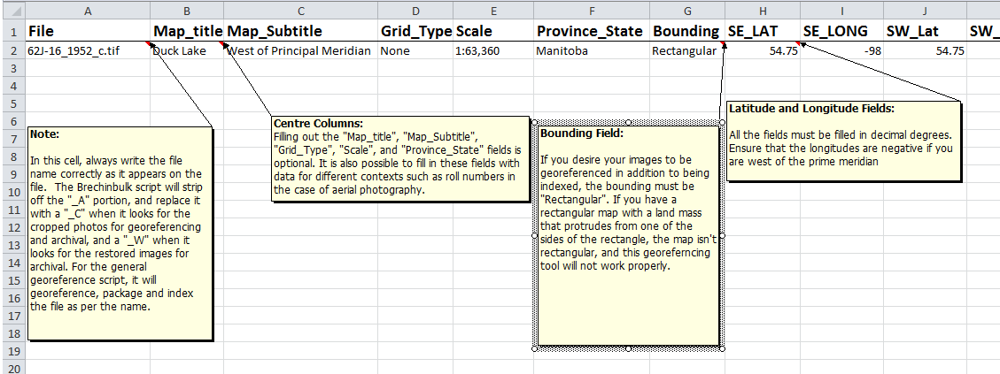 A B C D E F G H I J
1 File Map_title Map_Subtitle Grid_Type Scale Province_State Bounding SE_LAT SE_LONG SW_Lat SW_
2 62J-16_1952_c.tif Duck Lake West of Principal Meridian None 1:63,360 Manitoba Rectangular 54.75 -98 54.75
3
4
5
6
7
8
9
10
11
12
13
14
15
16
17
18
19
20
Note:
In this cell, always write the file
name correctly as it appears on the
file. The Brechinbulk script will strip
off the "_A" portion, and replace it
with a "_C" when it looks for the
cropped photos for georeferencing
and archival, and a "_W" when it
looks for the restored images for
archival. For the general
georeference script, it will
georeference, package and index
the file as per the name.
Centre Columns:
Filling out the "Map_title", "Map_Subtitle",
"Grid_Type", "Scale", and "Province_State" fields is
optional. It is also possible to fill in these fields with
data for different contexts such as roll numbers in
the case of aerial photography.
Bounding Field:
If you desire your images to be
georeferenced in addition to being
indexed, the bounding must be
"Rectangular". If you have a
rectangular map with a land mass
that protrudes from one of the
sides of the rectangle, the map isn't
rectangular, and this georeferncing
tool will not work properly.
Latitude and Longitude Fields:
All the fields must be filled in decimal degrees.
Ensure that the longitudes are negative if you
are west of the prime meridian